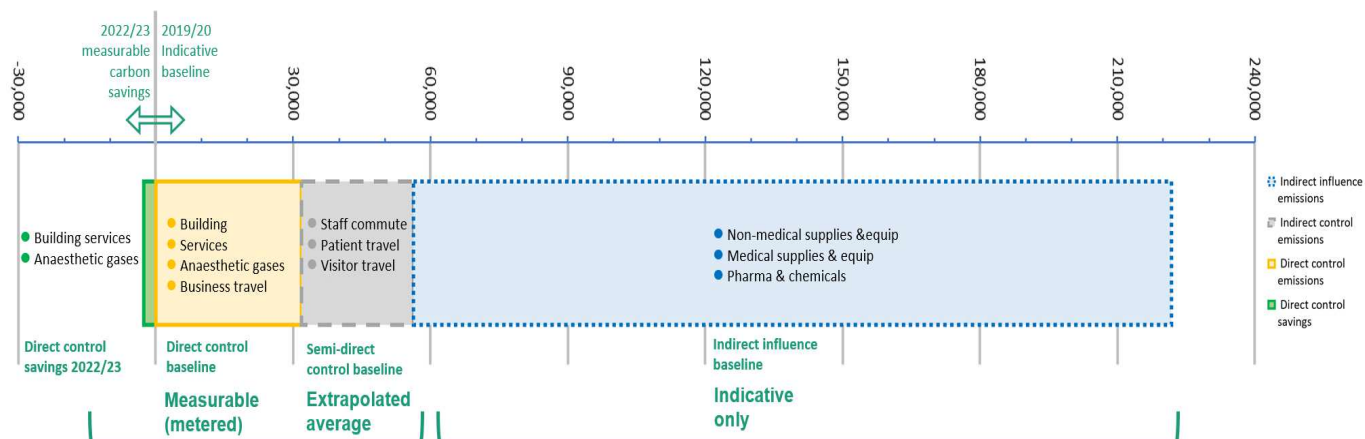 2022/23
measurable
carbon
savings
2019/20
Indicative
baseline
-30,000
30,000
60,000
90,000
120,000
150,000
180,000
210,000
240,000
Building services
Anaesthetic gases
Building
Services
Anaesthetic gases
Business travel
Staff commute
Patient travel
Visitor travel
Non-medical supplies &equip
Medical supplies & equip
Pharma & chemicals
Indirect influence
emissions
Indirect control
emissions
Direct control
emissions
Direct control
savings
Direct control
savings 2022/23
Direct control
baseline
Semi-direct
control baseline
Indirect influence
baseline
Measurable
(metered)
Extrapolated
average
Indicative
only